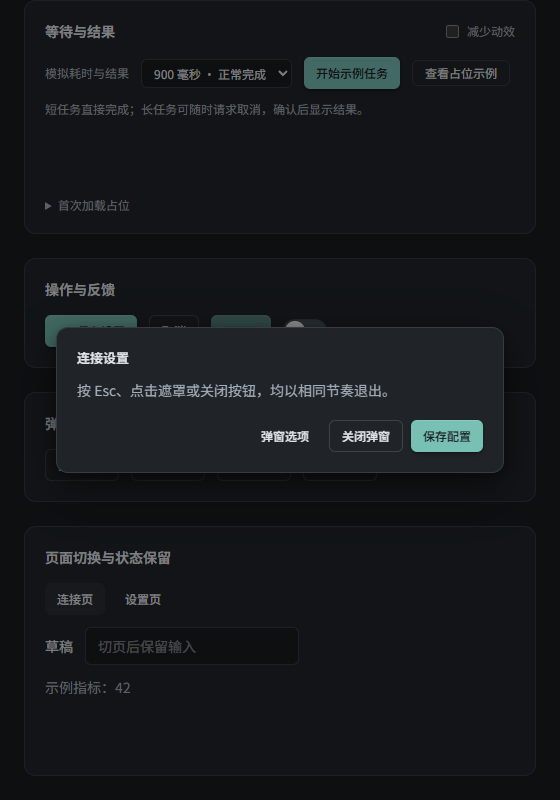 等待与结果
减少动效
模拟耗时与结果
900 毫秒 · 正常完成
开始示例任务
查看占位示例
短任务直接完成；长任务可随时请求取消，确认后显示结果。
首次加载占位
操作与反馈
连接设置
按 Esc、点击遮罩或关闭按钮，均以相同节奏退出。
弹窗选项
关闭弹窗
保存配置
页面切换与状态保留
连接页
设置页
草稿
切页后保留输入
示例指标：42